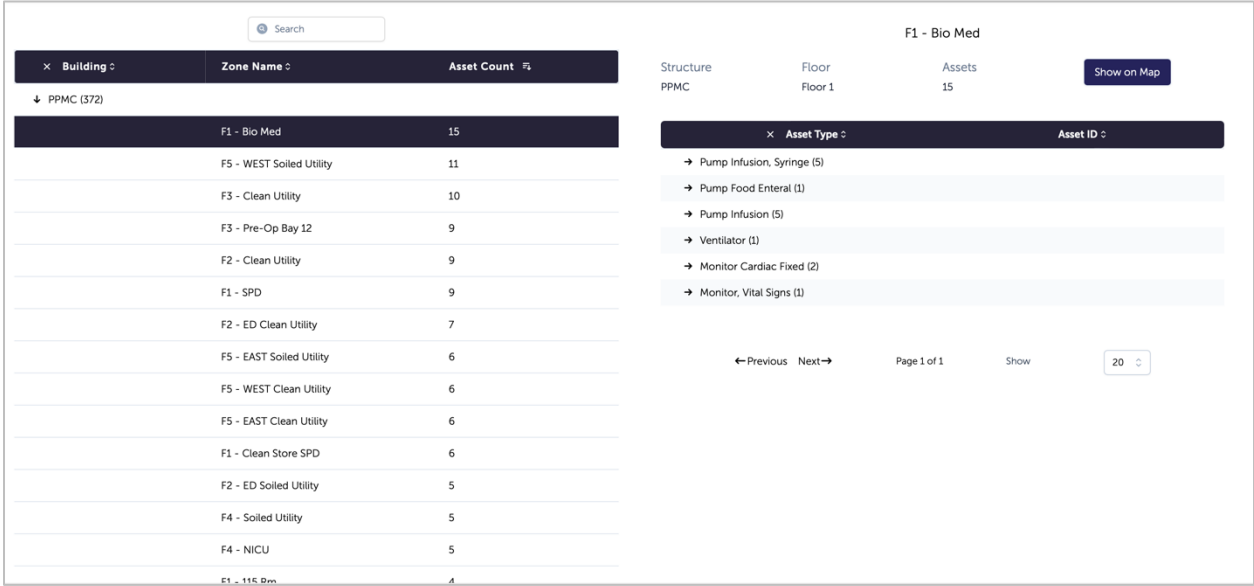 Search
Building Zone Name Asset Count
PPMC (372)
F1 - Bio Med 15
F5 - WEST Soiled Utility 11
F3 - Clean Utility 10
F3 - Pre-Op Bay 12 9
F2 - Clean Utility 9
F1 - SPD 9
F2 - ED Clean Utility 7
F5 - EAST Soiled Utility 6
F5 - WEST Clean Utility 6
F5 - EAST Clean Utility 6
F1 - Clean Store SPD 6
F2 - ED Soiled Utility 5
F4 - Soiled Utility 5
F4 - NICU 5
F1 - 115 Rm 4
F1 - Bio Med
Structure Floor Assets
PPMC Floor 1 15
Show on Map
Asset Type Asset ID
Pump Infusion, Syringe (5)
Pump Food Enteral (1)
Pump Infusion (5)
Ventilator (1)
Monitor Cardiac Fixed (2)
Monitor, Vital Signs (1)
Previous Next Page 1 of 1 Show 20